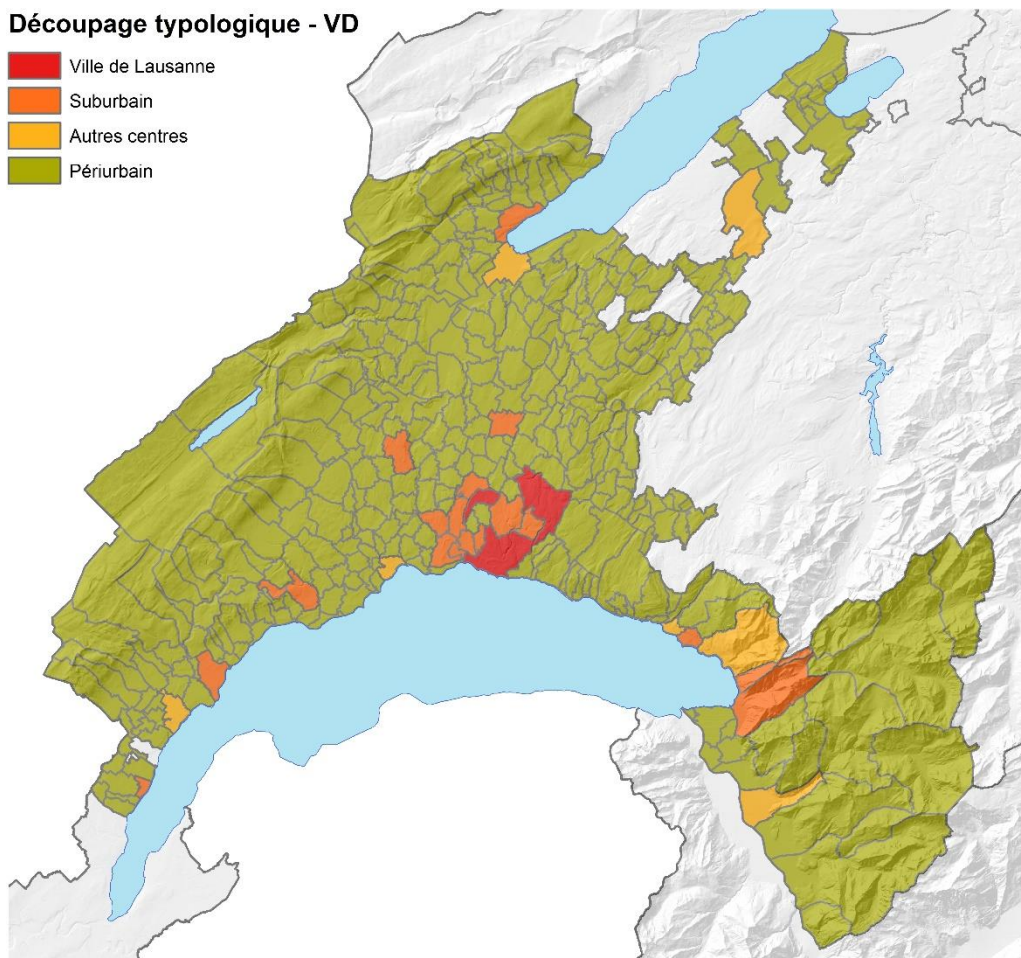 Découpage typologique - VD
Ville de Lausanne
Suburbain
Autres centres
Périurbain